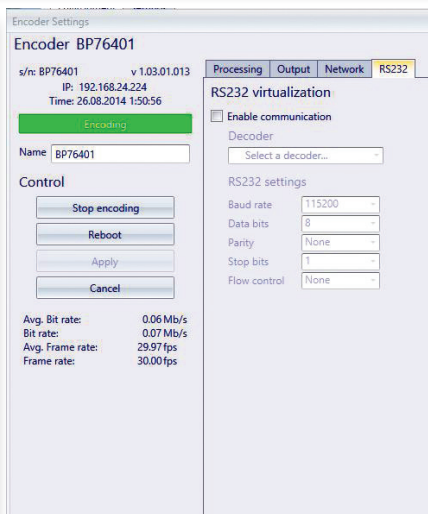 Encoder Settings
Encoder BP76401
s/n: BP76401 v 1.03.01.013
IP: 192.168.24.224
Time: 26.08.2014 1:50:56
Encoding
Name BP76401
Control
Stop encoding
Reboot
Apply
Cancel
Avg. Bit rate: 0.06 Mb/s
Bit rate: 0.07 Mb/s
Avg. Frame rate: 29.97 fps
Frame rate: 30.00 fps
Processing Output Network RS232
RS232 virtualization
Enable communication
Decoder
Select a decoder...
RS232 settings
Baud rate 115200
Data bits 8
Parity None
Stop bits 1
Flow control None